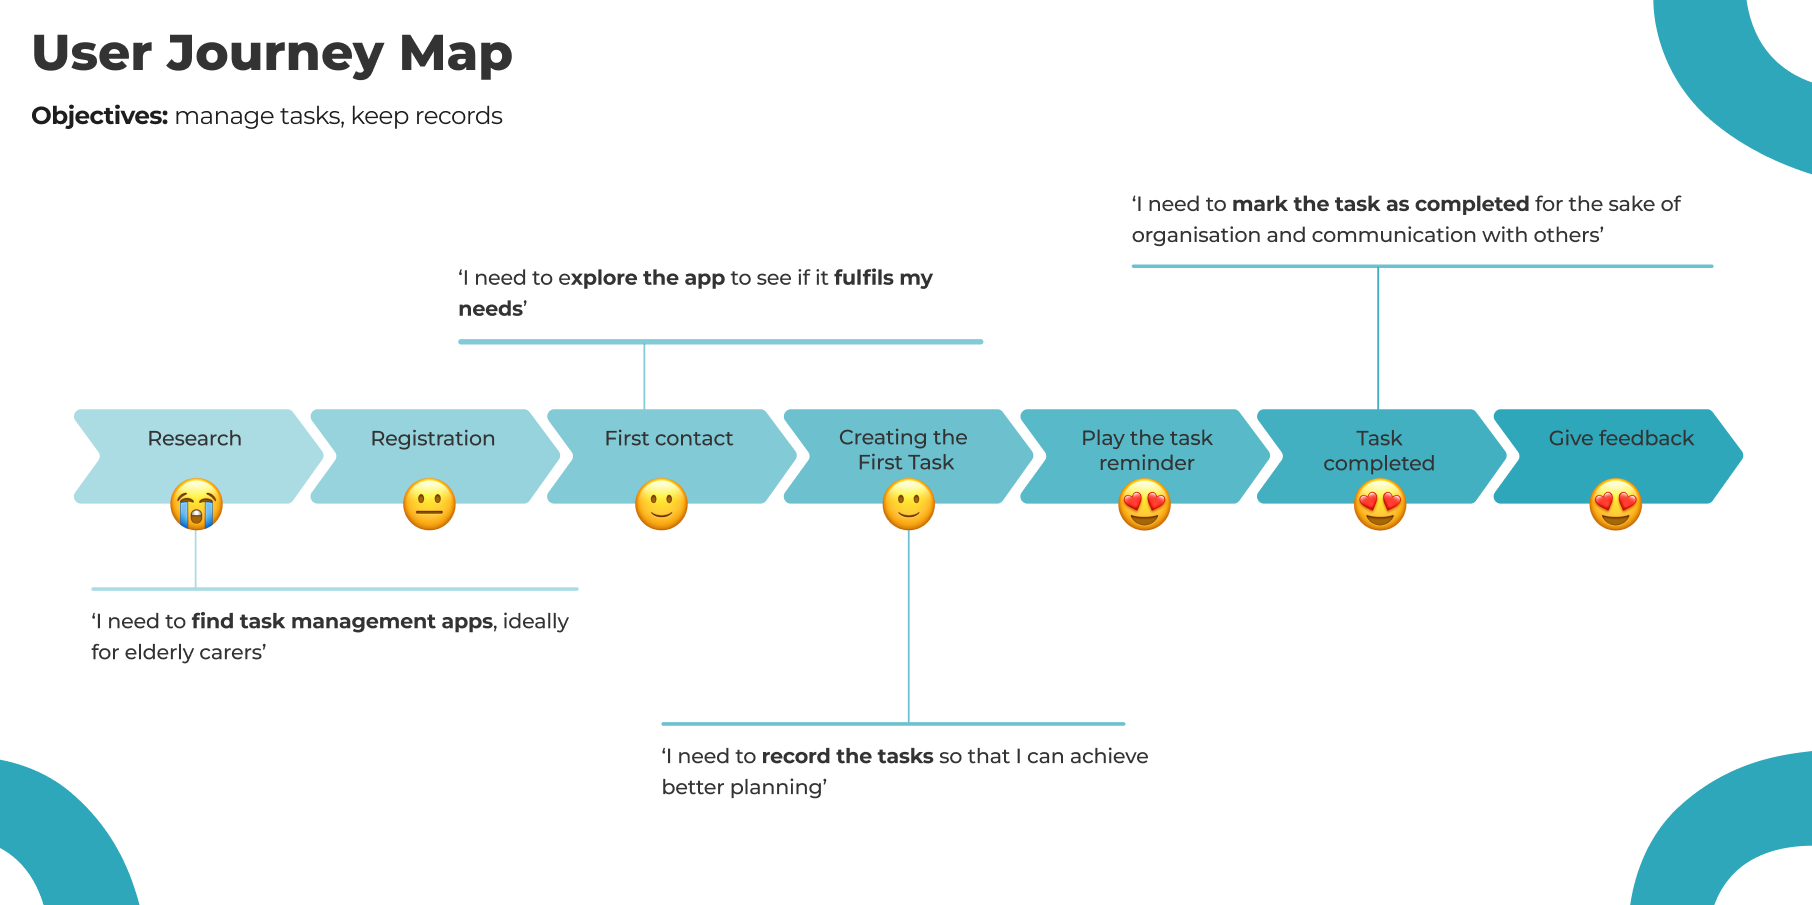 User Journey Map
Objectives: manage tasks, keep records
‘I need to mark the task as completed for the sake of
organisation and communication with others’
‘I need to explore the app to see if it fulfils my
needs’
Research
Registration
First contact
Creating the
First Task
Play the task
reminder
Task
completed
Give feedback
‘I need to find task management apps, ideally
for elderly carers’
‘I need to record the tasks so that I can achieve
better planning’